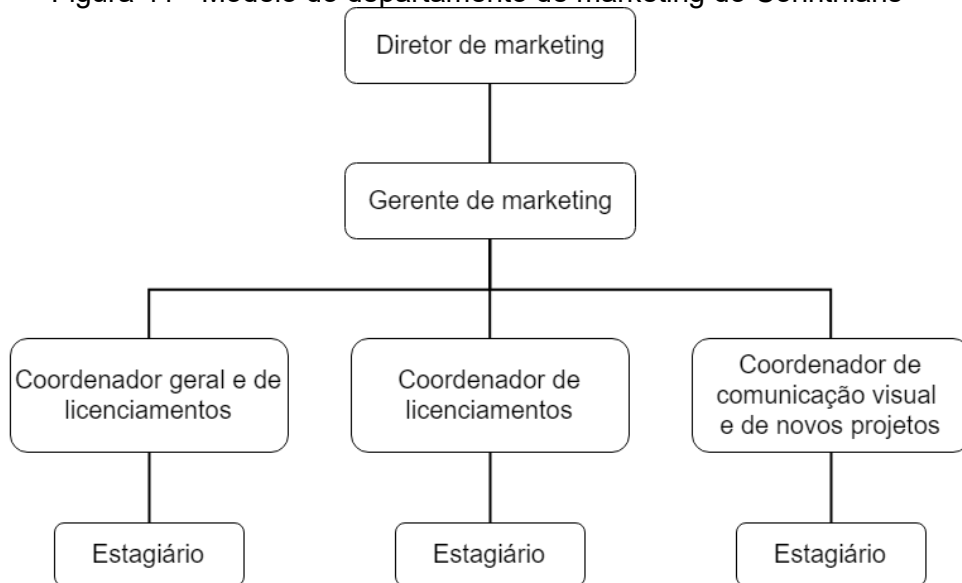 Modelo de departamento de marketing do Corinthians
Diretor de marketing
Gerente de marketing
Coordenador geral e de
licenciamentos
Coordenador de
licenciamentos
Coordenador de
comunicação visual
e de novos projetos
Estagiário
Estagiário
Estagiário